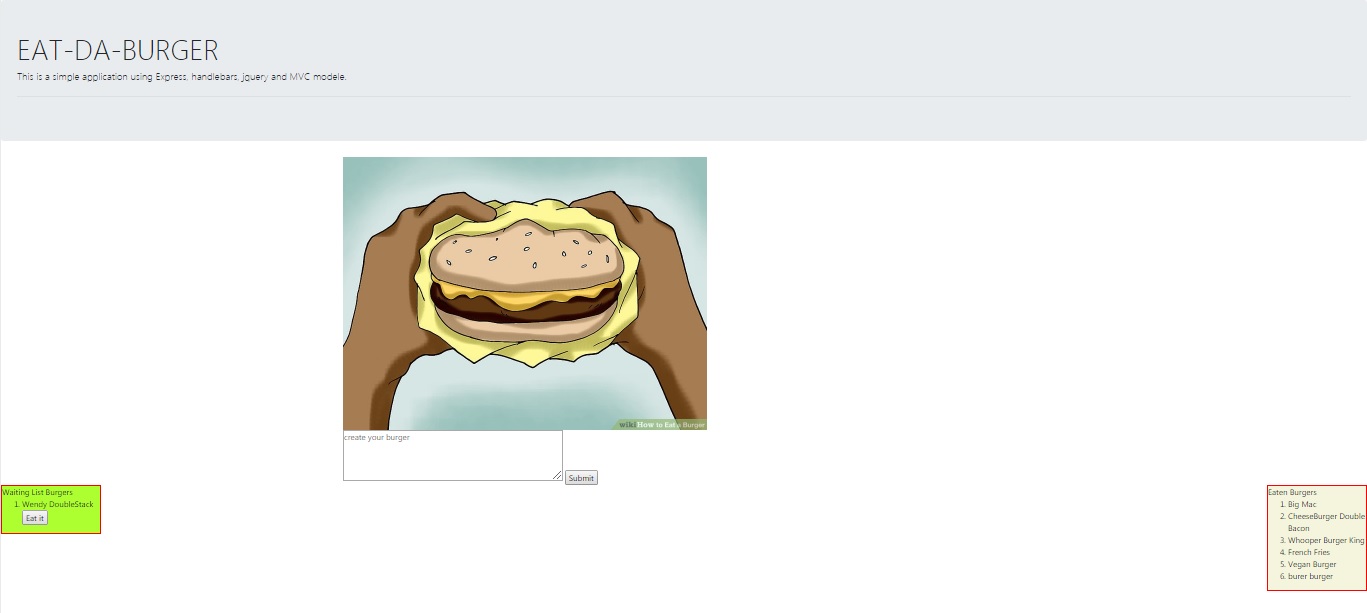 EAT-DA-BURGER
This is a simple application using Express, handlebars, jquery and MVC modele.
wikiHow to Eat a Burger
create your burger
Submit
Waiting List Burgers
1. Wendy DoubleStack
Eat it
Eaten Burgers
1. Big Mac
2. CheeseBurger Double
Bacon
3. Whooper Burger King
4. French Fries
5. Vegan Burger
6. burer burger